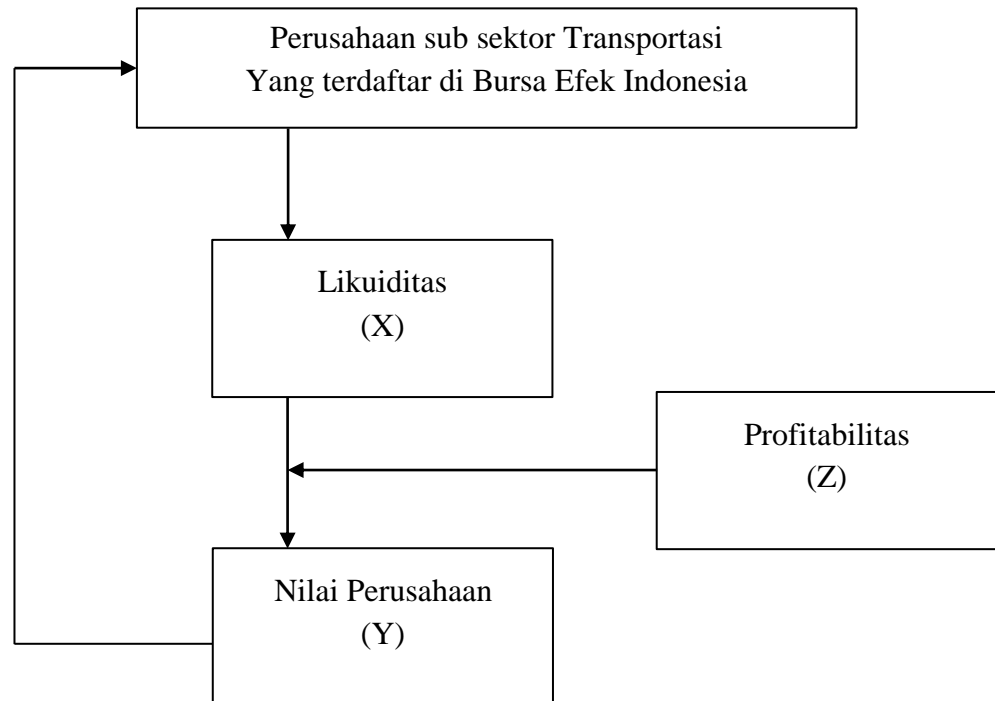 Perusahaan sub sektor Transportasi
Yang terdaftar di Bursa Efek Indonesia
Likuiditas
(X)
Profitabilitas
(Z)
Nilai Perusahaan
(Y)